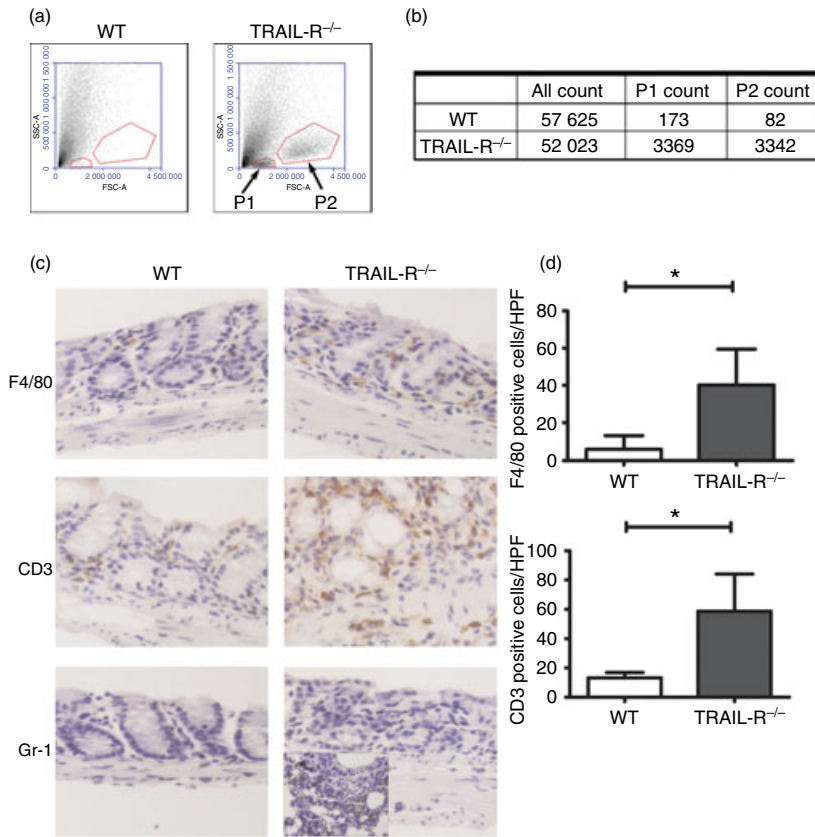 (a)
WT
TRAIL-R–/–
SSC-A
0 500 000 1 000 000 1 500 000
0 2 000 000 4 500 000
FSC-A
SSC-A
0 500 000 1 000 000 1 500 000
0 2 000 000 4 500 000
FSC-A
P1
P2
(b)
All count P1 count P2 count
WT 57 625 173 82
TRAIL-R–/– 52 023 3369 3342
(c)
WT
TRAIL-R–/–
F4/80
CD3
Gr-1
(d)
*
F4/80 positive cells/HPF
80
60
40
20
0
WT
TRAIL-R–/–
*
CD3 positive cells/HPF
100
80
60
40
20
0
WT
TRAIL-R–/–